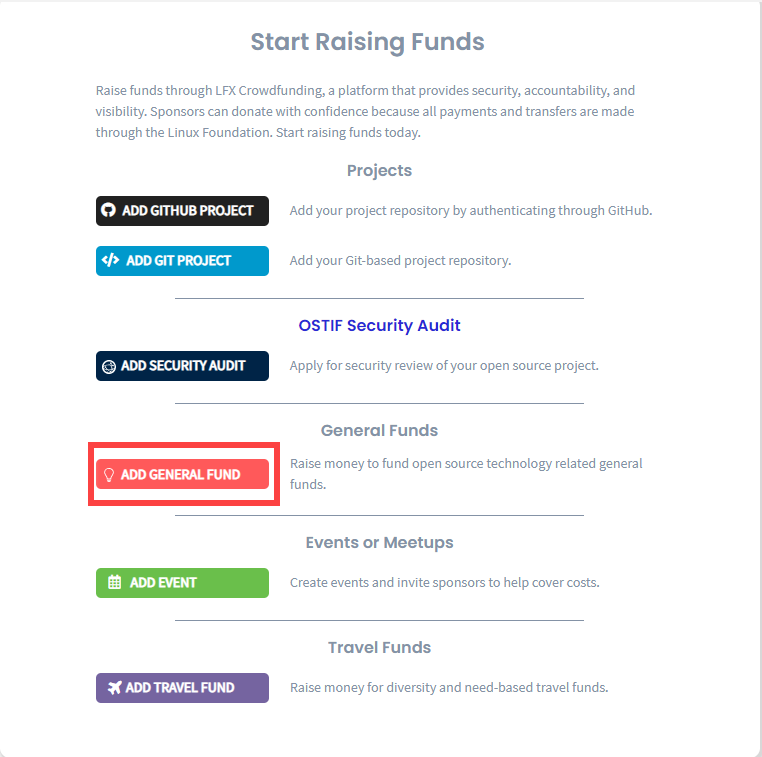 Start Raising Funds
Raise funds through LFX Crowdfunding, a platform that provides security, accountability, and
visibility. Sponsors can donate with confidence because all payments and transfers are made
through the Linux Foundation. Start raising funds today.
Projects
ADD GITHUB PROJECT
Add your project repository by authenticating through GitHub.
ADD GIT PROJECT
Add your Git-based project repository.
OSTIF Security Audit
ADD SECURITY AUDIT
Apply for security review of your open source project.
General Funds
ADD GENERAL FUND
Raise money to fund open source technology related general
funds.
Events or Meetups
ADD EVENT
Create events and invite sponsors to help cover costs.
Travel Funds
ADD TRAVEL FUND
Raise money for diversity and need-based travel funds.